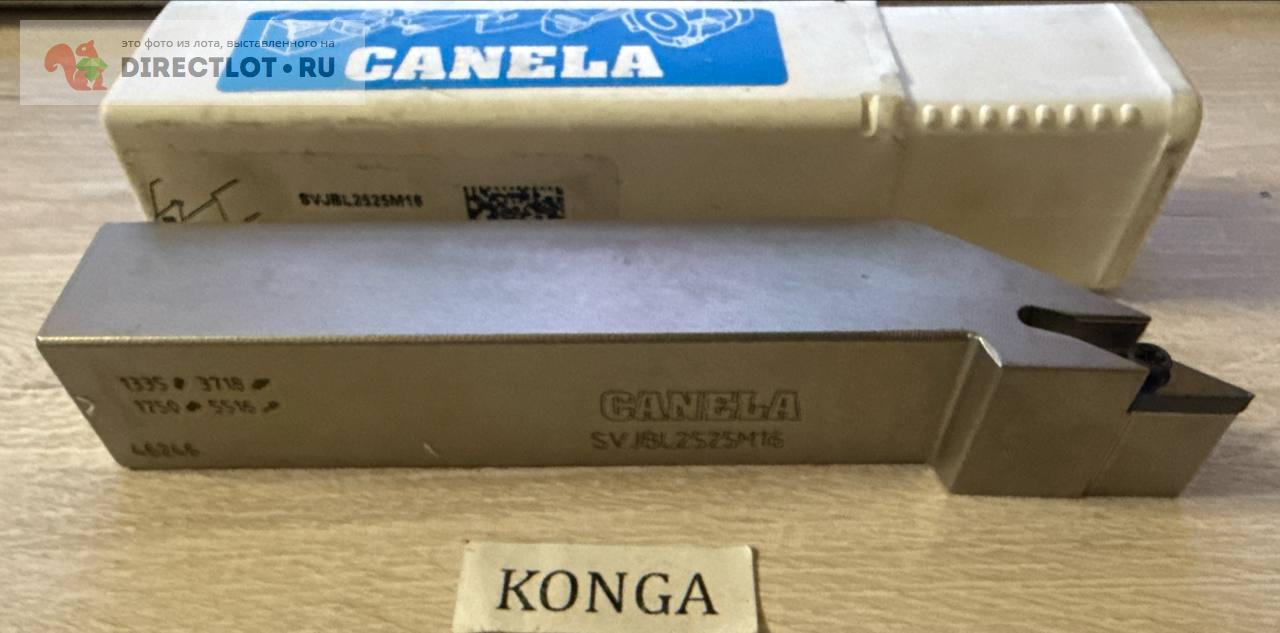 это фото из лота, выставленного на
DIRECTLOT•RU
CANELA
SVJBL2525M16
1335 3718
1750 5516
46246
CANELA
SVJBL2525M16
KONGA